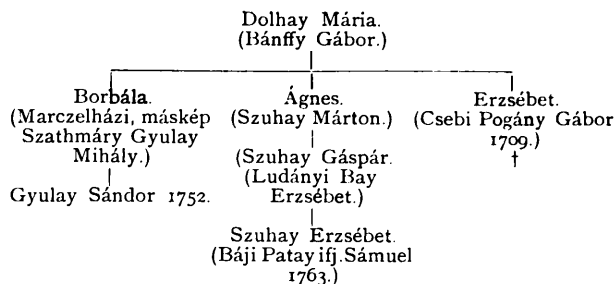 Dolhay Mária.
(Bánffy Gábor.)
Borbála.
(Marczelházi, máskép
Szathmáry Gyulay
Mihály.)
Gyulay Sándor 1752.
Ágnes.
(Szuhay Márton.)
(Szuhay Gáspár.
(Ludányi Bay
Erzsébet.)
Szuhay Erzsébet.
(Báji Patay ifj. Sámuel
1763.)
Erzsébet.
(Csebi Pogány Gábor
1709.)
†